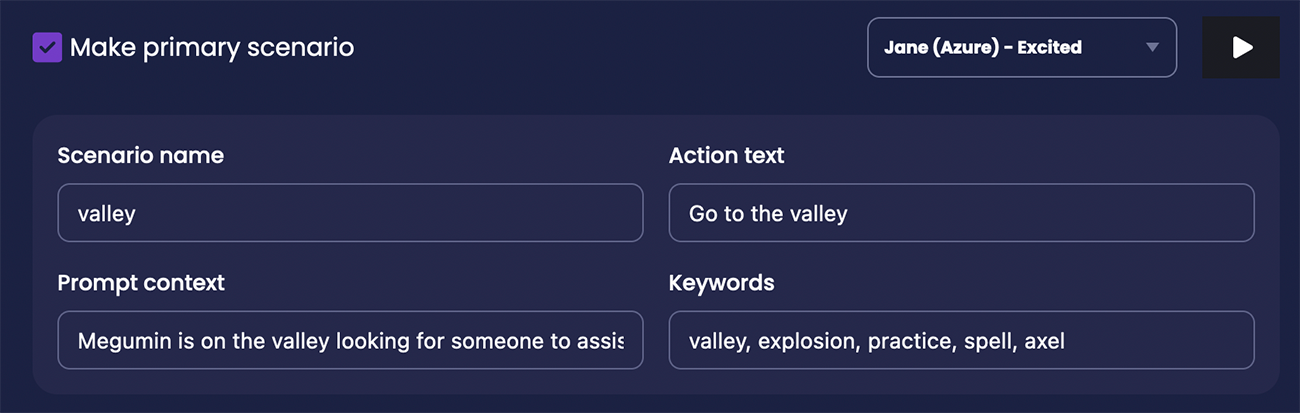 Make primary scenario
Jane (Azure) - Excited
Scenario name
Action text
valley
Go to the valley
Prompt context
Keywords
Megumin is on the valley looking for someone to assis
valley, explosion, practice, spell, axel